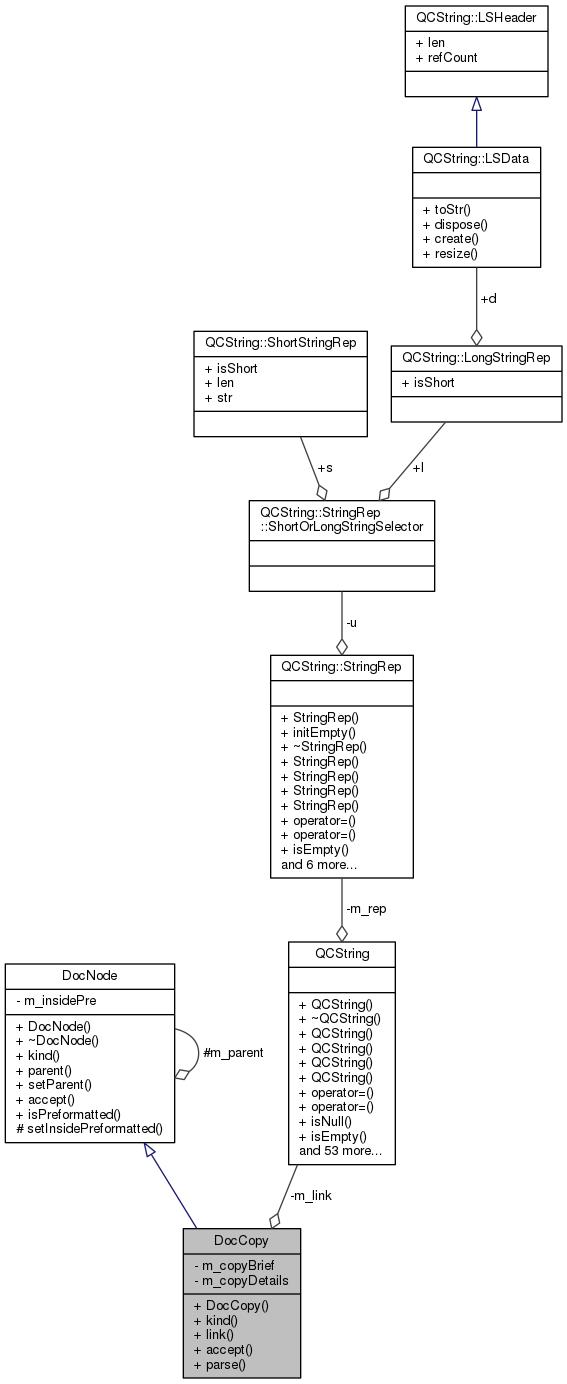 QCString::LSHeader
+ len
+ refCount
QCString::LSData
+ toStr()
+ dispose()
+ create()
+ resize()
+d
QCString::ShortStringRep
+ isShort
+ len
+ str
QCString::LongStringRep
+ isShort
+s
+l
QCString::StringRep
::ShortOrLongStringSelector
-u
QCString::StringRep
+ StringRep()
+ initEmpty()
+ ~StringRep()
+ StringRep()
+ StringRep()
+ StringRep()
+ StringRep()
+ operator=()
+ operator=()
+ isEmpty()
and 6 more...
-m_rep
QCString
+ QCString()
+ ~QCString()
+ QCString()
+ QCString()
+ QCString()
+ QCString()
+ operator=()
+ operator=()
+ isNull()
+ isEmpty()
and 53 more...
DocNode
- m_insidePre
+ DocNode()
+ ~DocNode()
+ kind()
+ parent()
+ setParent()
+ accept()
+ isPreformatted()
# setInsidePreformatted()
#m_parent
-m_link
DocCopy
- m_copyBrief
- m_copyDetails
+ DocCopy()
+ kind()
+ link()
+ accept()
+ parse()